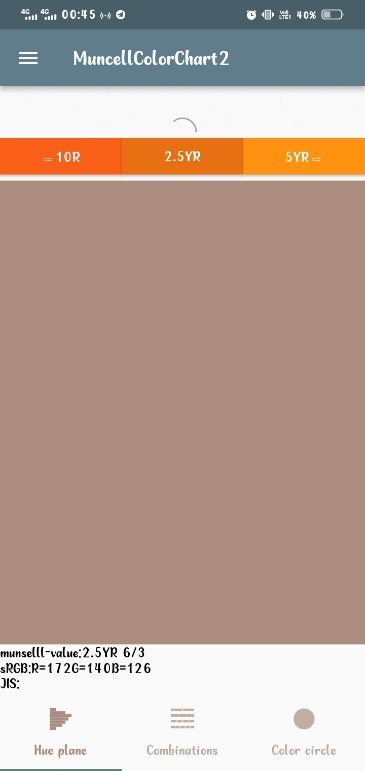 4G 4G 00:45 40%
MuncellColorChart2
⇐ 10R 2.5YR 5YR ⇒
munselll-value:2.5YR 6/3
sRGB:R=172G=140B=126
JIS:
Hue plane Combinations Color circle